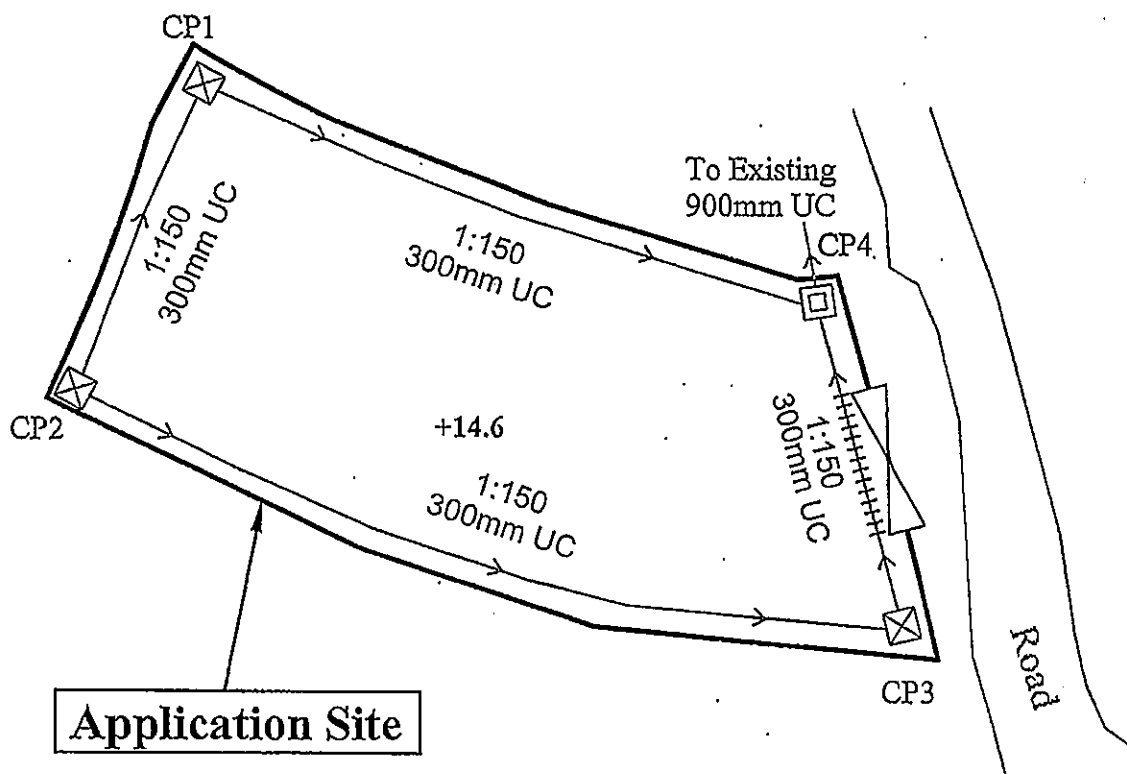 CP1
To Existing
900mm UC
CP4
1:150
300mm UC
1:150
300mm UC
CP2
+14.6
1:150
300mm UC
1:150
300mm UC
Road
CP3
Application Site